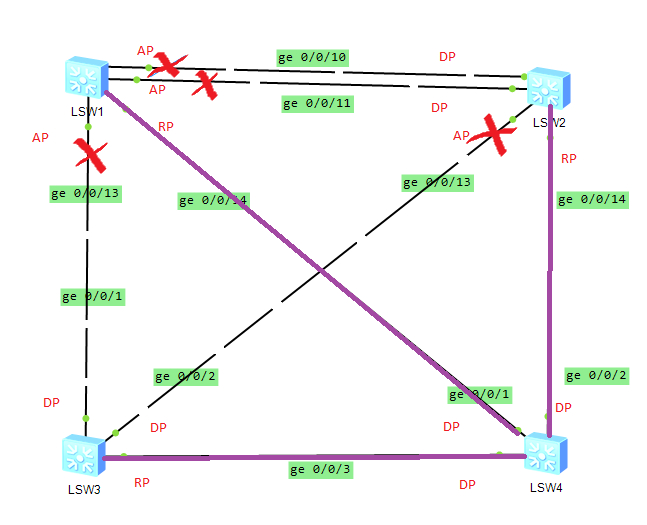 AP
ge 0/0/10
DP
AP
ge 0/0/11
DP
LSW1
LSW2
AP
RP
AP
RP
ge 0/0/13
ge 0/0/14
ge 0/0/13
ge 0/0/14
ge 0/0/1
ge 0/0/2
ge 0/0/2
ge 0/0/1
DP
DP
DP
DP
ge 0/0/3
LSW3
RP
DP
LSW4